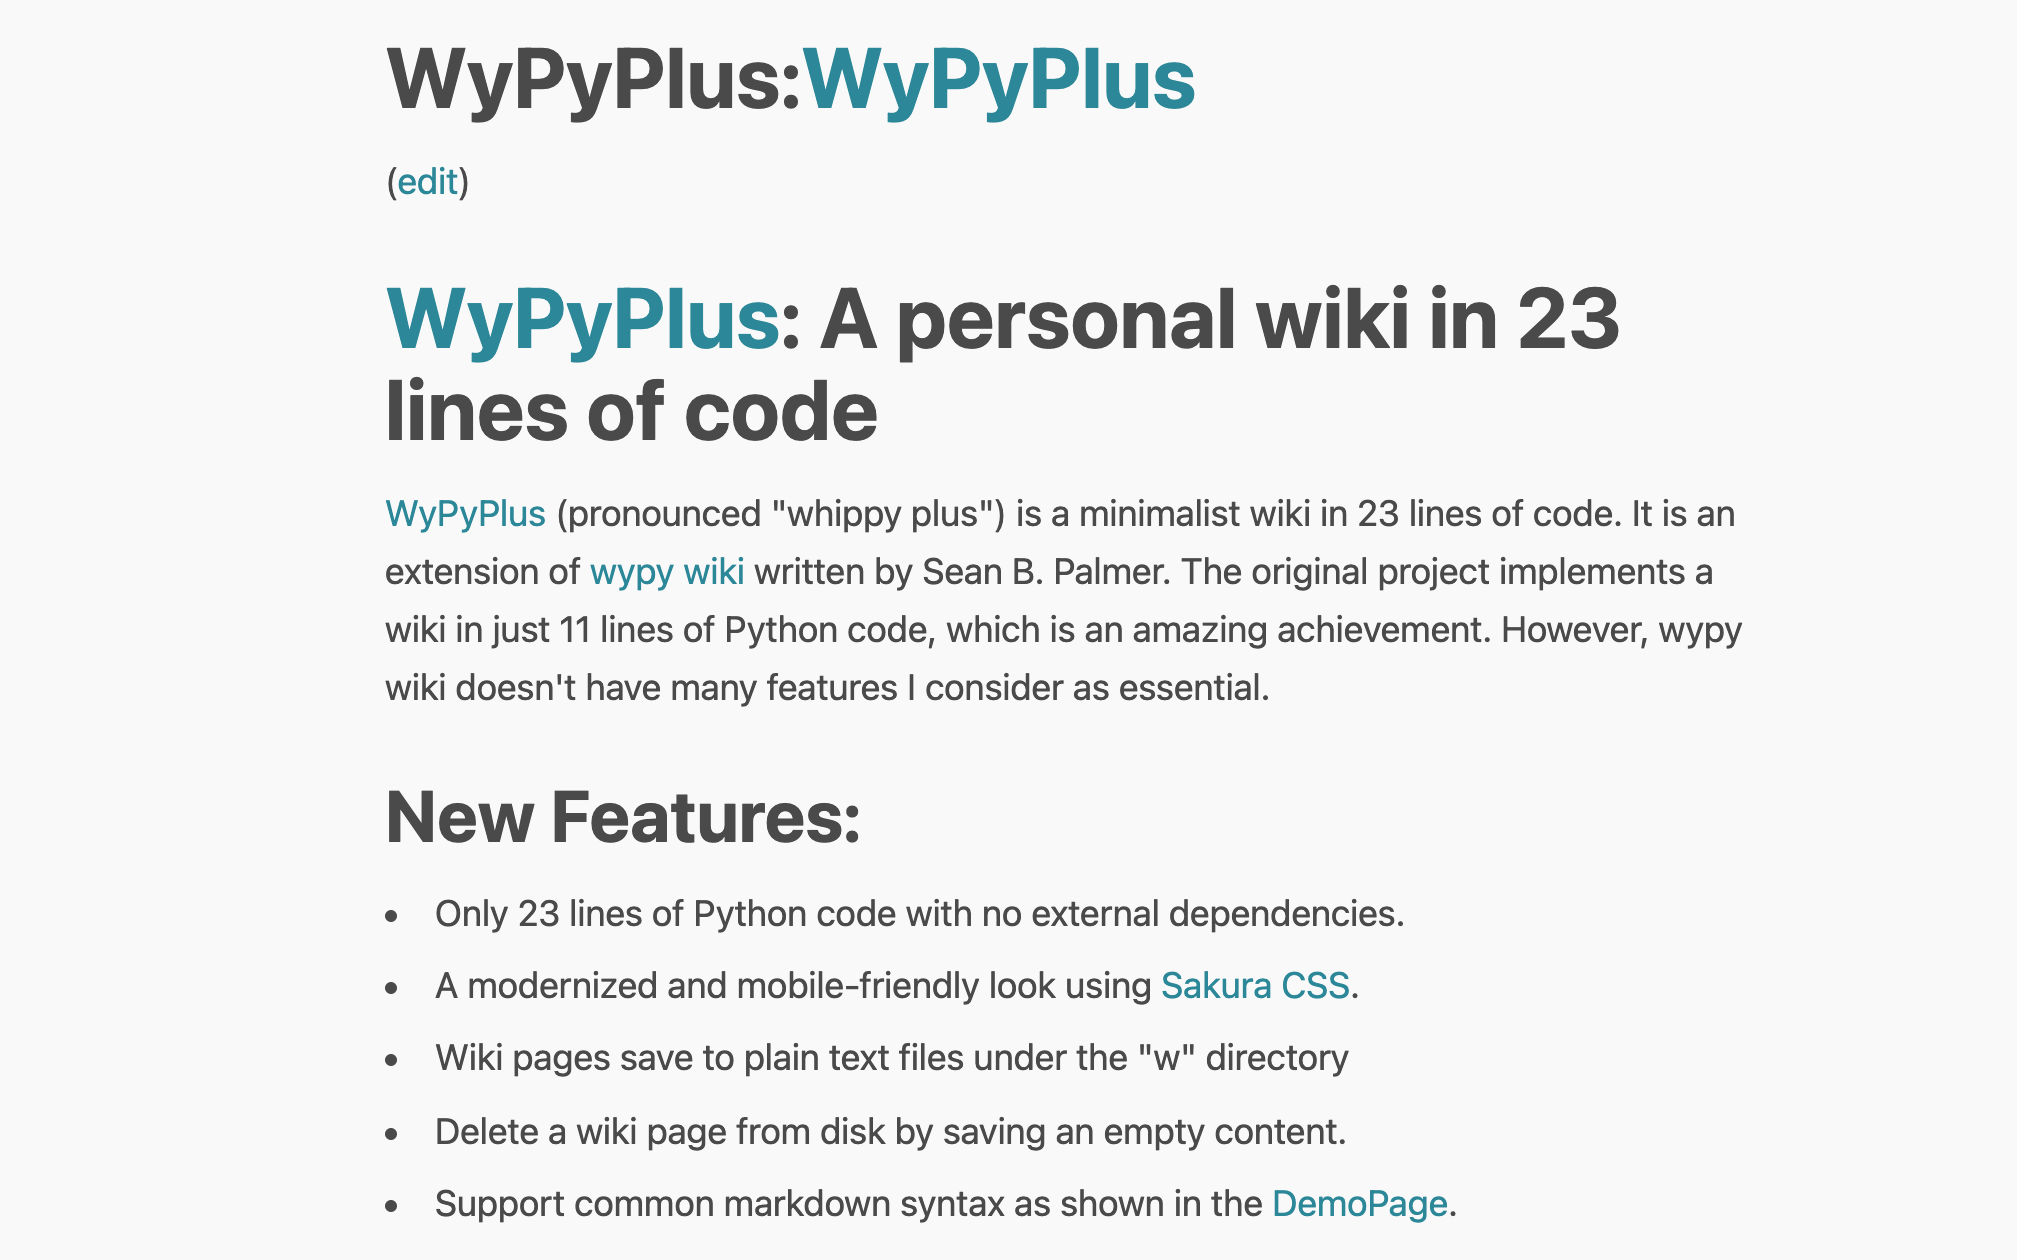 WyPyPlus:WyPyPlus
(edit)
WyPyPlus: A personal wiki in 23
lines of code
WyPyPlus (pronounced "whippy plus") is a minimalist wiki in 23 lines of code. It is an
extension of wypy wiki written by Sean B. Palmer. The original project implements a
wiki in just 11 lines of Python code, which is an amazing achievement. However, wypy
wiki doesn't have many features I consider as essential.
New Features:
• Only 23 lines of Python code with no external dependencies.
• A modernized and mobile-friendly look using Sakura CSS.
• Wiki pages save to plain text files under the "w" directory
• Delete a wiki page from disk by saving an empty content.
• Support common markdown syntax as shown in the DemoPage.